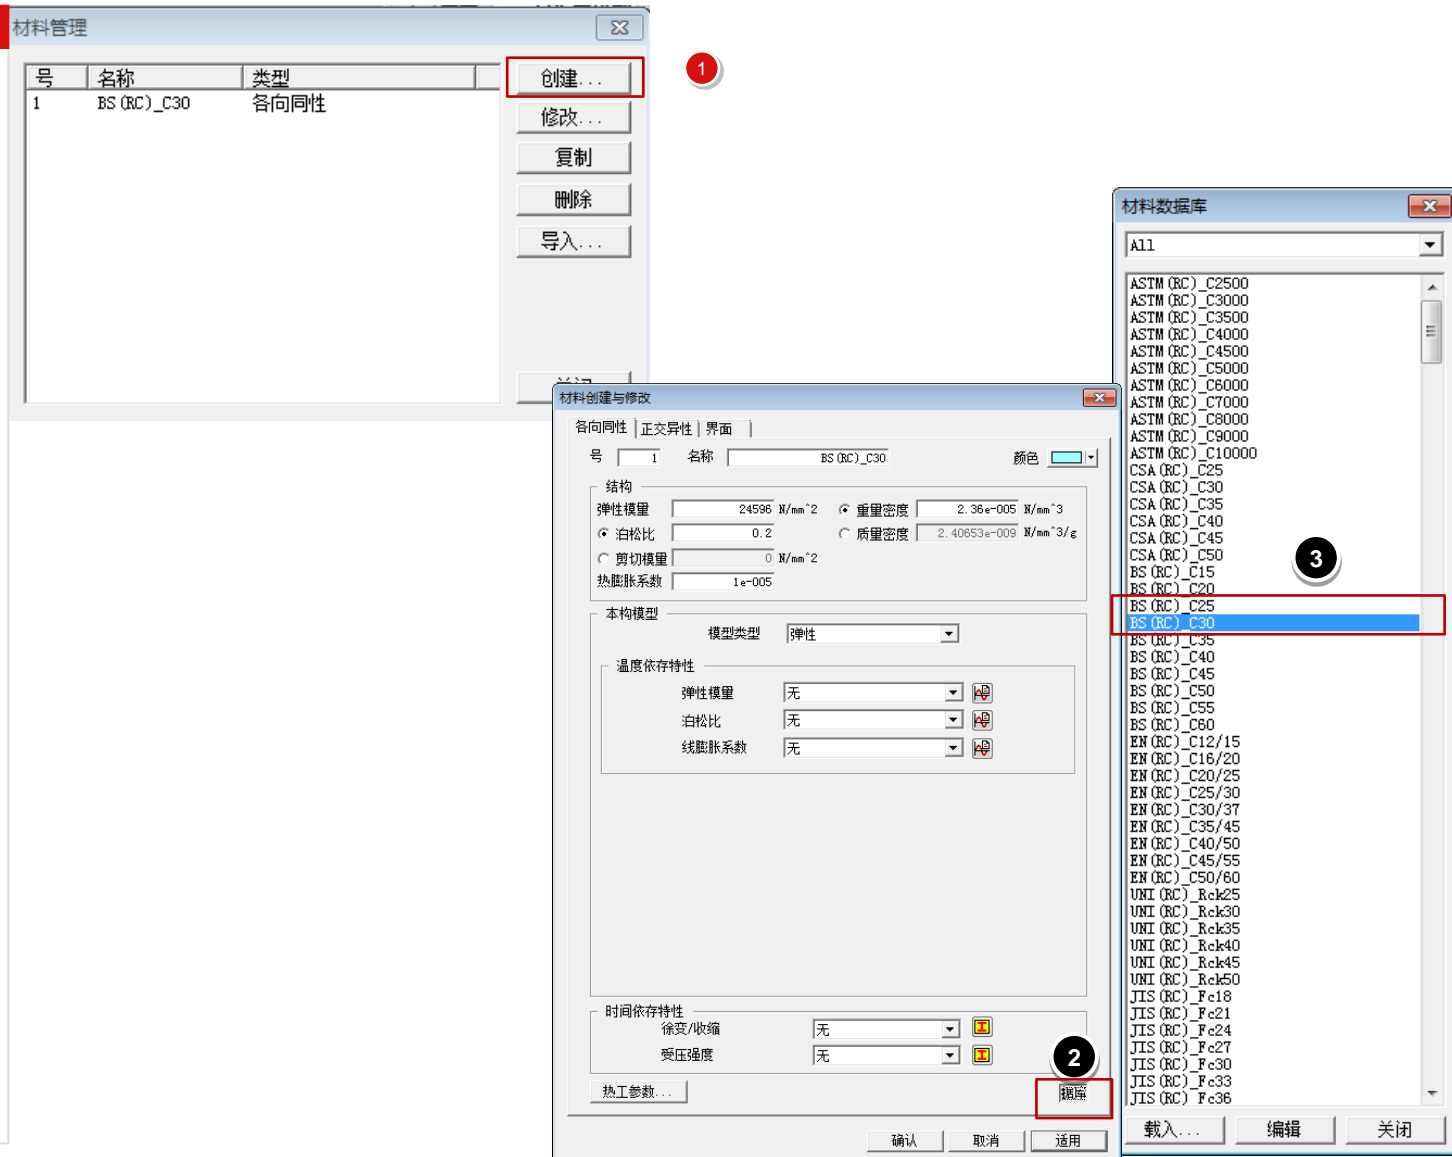 材料管理
号 名称 类型
1 BS(RC)_C30 各向同性
创建...
修改...
复制
删除
导入...
1
材料创建与修改
各向同性 正交异性 界面
号 1 名称 BS(RC)_C30 颜色
结构
弹性模量 24596 N/mm^2 重量密度 2.36e-005 N/mm^3
泊松比 0.2 质量密度 2.40653e-009 N/mm^3/g
剪切模量 0 N/mm^2
热膨胀系数 1e-005
本构模型
模型类型 弹性
温度依存特性
弹性模量 无
泊松比 无
线膨胀系数 无
时间依存特性
徐变/收缩 无
受压强度 无
2
热工参数... 据库
确认 取消 适用
材料数据库
All
ASTM(RC)_C2500
ASTM(RC)_C3000
ASTM(RC)_C3500
ASTM(RC)_C4000
ASTM(RC)_C4500
ASTM(RC)_C5000
ASTM(RC)_C6000
ASTM(RC)_C7000
ASTM(RC)_C8000
ASTM(RC)_C9000
ASTM(RC)_C10000
CSA(RC)_C25
CSA(RC)_C30
CSA(RC)_C35
CSA(RC)_C40
CSA(RC)_C45
CSA(RC)_C50
3
BS(RC)_C15
BS(RC)_C20
BS(RC)_C25
BS(RC)_C30
BS(RC)_C35
BS(RC)_C40
BS(RC)_C45
BS(RC)_C50
BS(RC)_C55
BS(RC)_C60
EN(RC)_C12/15
EN(RC)_C16/20
EN(RC)_C20/25
EN(RC)_C25/30
EN(RC)_C30/37
EN(RC)_C35/45
EN(RC)_C40/50
EN(RC)_C45/55
EN(RC)_C50/60
UNI(RC)_Rck25
UNI(RC)_Rck30
UNI(RC)_Rck35
UNI(RC)_Rck40
UNI(RC)_Rck45
UNI(RC)_Rck50
JIS(RC)_Fc18
JIS(RC)_Fc21
JIS(RC)_Fc24
JIS(RC)_Fc27
JIS(RC)_Fc30
JIS(RC)_Fc33
JIS(RC)_Fc36
载入... 编辑 关闭